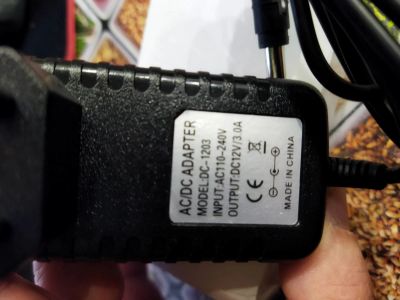 AC/DC ADAPTER
MODEL:DC-1203
INPUT:AC110-240V
OUTPUT:DC12V/3.0A
CE
MADE IN CHINA